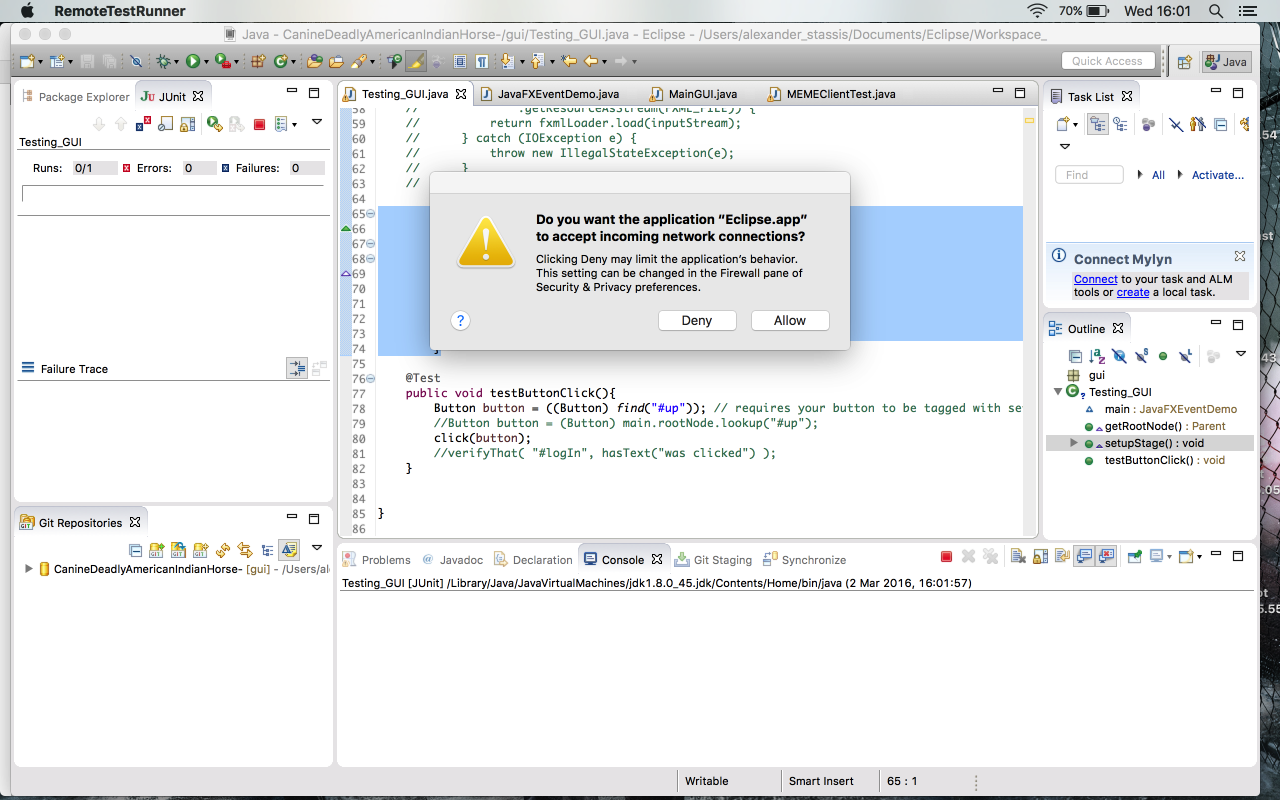 RemoteTestRunner
70%
Wed 16:01
Java - CanineDeadlyAmericanIndianHorse-/gui/Testing_GUI.java - Eclipse - /Users/alexander_stassis/Documents/Eclipse/Workspace_
Quick Access
Java
Package Explorer
JUnit
Testing_GUI
Runs: 0/1
Errors: 0
Failures: 0
Failure Trace
Git Repositories
CanineDeadlyAmericanIndianHorse- [gui] - /Users/al
Testing_GUI.java
JavaFXEventDemo.java
MainGUI.java
MEMEClientTest.java
58 // .getResourceAsStream(FXML_FILE)) {
59 // return fxmlLoader.load(inputStream);
60 // } catch (IOException e) {
61 // throw new IllegalStateException(e);
62 // }
63 //
64
65
66
67
68
69
70
71
72
73
74 }
75
76 @Test
77 public void testButtonClick(){
78 Button button = ((Button) find("#up")); // requires your button to be tagged with se
79 //Button button = (Button) main.rootNode.lookup("#up");
80 click(button);
81 //verifyThat( "#logIn", hasText("was clicked") );
82 }
83
84
85 }
86
Do you want the application “Eclipse.app”
to accept incoming network connections?
Clicking Deny may limit the application’s behavior.
This setting can be changed in the Firewall pane of
Security & Privacy preferences.
?
Deny
Allow
Task List
Find
All
Activate...
Connect Mylyn
Connect to your task and ALM
tools or create a local task.
Outline
gui
Testing_GUI
main : JavaFXEventDemo
getRootNode() : Parent
setupStage() : void
testButtonClick() : void
Problems
Javadoc
Declaration
Console
Git Staging
Synchronize
Testing_GUI [JUnit] /Library/Java/JavaVirtualMachines/jdk1.8.0_45.jdk/Contents/Home/bin/java (2 Mar 2016, 16:01:57)
Writable
Smart Insert
65 : 1